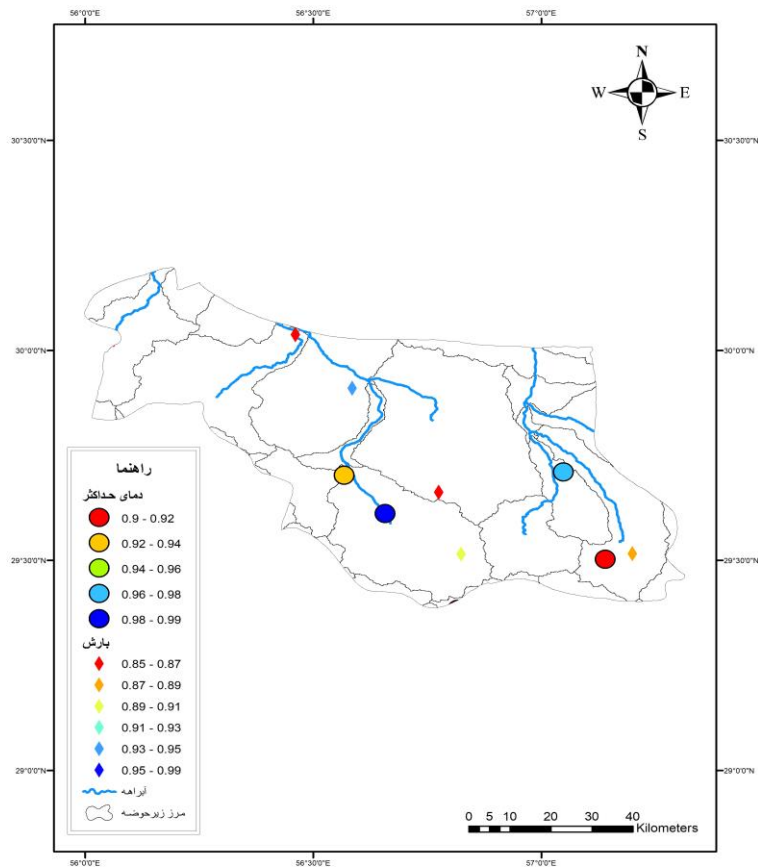 56°0'0"E 56°30'0"E 57°0'0"E
N
W E
S
30°30'0"N 30°30'0"N
30°0'0"N 30°0'0"N
29°30'0"N 29°30'0"N
29°0'0"N 29°0'0"N
راهنما
دمای حداکثر
0.9 - 0.92
0.92 - 0.94
0.94 - 0.96
0.96 - 0.98
0.98 - 0.99
بارش
0.85 - 0.87
0.87 - 0.89
0.89 - 0.91
0.91 - 0.93
0.93 - 0.95
0.95 - 0.99
آبراهه
مرز زیرحوضه
0 5 10 20 30 40
Kilometers
56°0'0"E 56°30'0"E 57°0'0"E